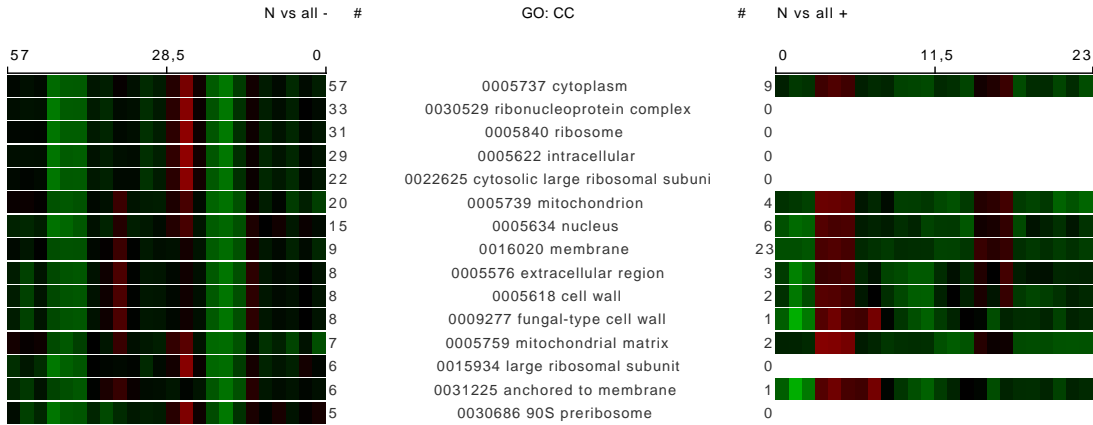 N vs all - # GO: CC # N vs all +
57 28,5 0 0 11,5 23
57 0005737 cytoplasm 9
33 0030529 ribonucleoprotein complex 0
31 0005840 ribosome 0
29 0005622 intracellular 0
22 0022625 cytosolic large ribosomal subuni 0
20 0005739 mitochondrion 4
15 0005634 nucleus 6
9 0016020 membrane 23
8 0005576 extracellular region 3
8 0005618 cell wall 2
8 0009277 fungal-type cell wall 1
7 0005759 mitochondrial matrix 2
6 0015934 large ribosomal subunit 0
6 0031225 anchored to membrane 1
5 0030686 90S preribosome 0